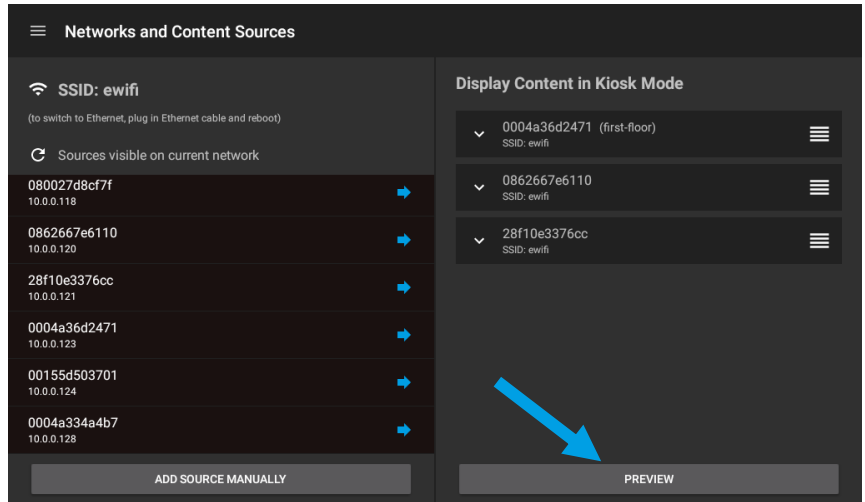 Networks and Content Sources
SSID: ewifi
(to switch to Ethernet, plug in Ethernet cable and reboot)
Sources visible on current network
080027d8cf7f
10.0.0.118
0862667e6110
10.0.0.120
28f10e3376cc
10.0.0.121
0004a36d2471
10.0.0.123
00155d503701
10.0.0.124
0004a334a4b7
10.0.0.128
ADD SOURCE MANUALLY
Display Content in Kiosk Mode
0004a36d2471 (first-floor)
SSID: ewifi
0862667e6110
SSID: ewifi
28f10e3376cc
SSID: ewifi
PREVIEW